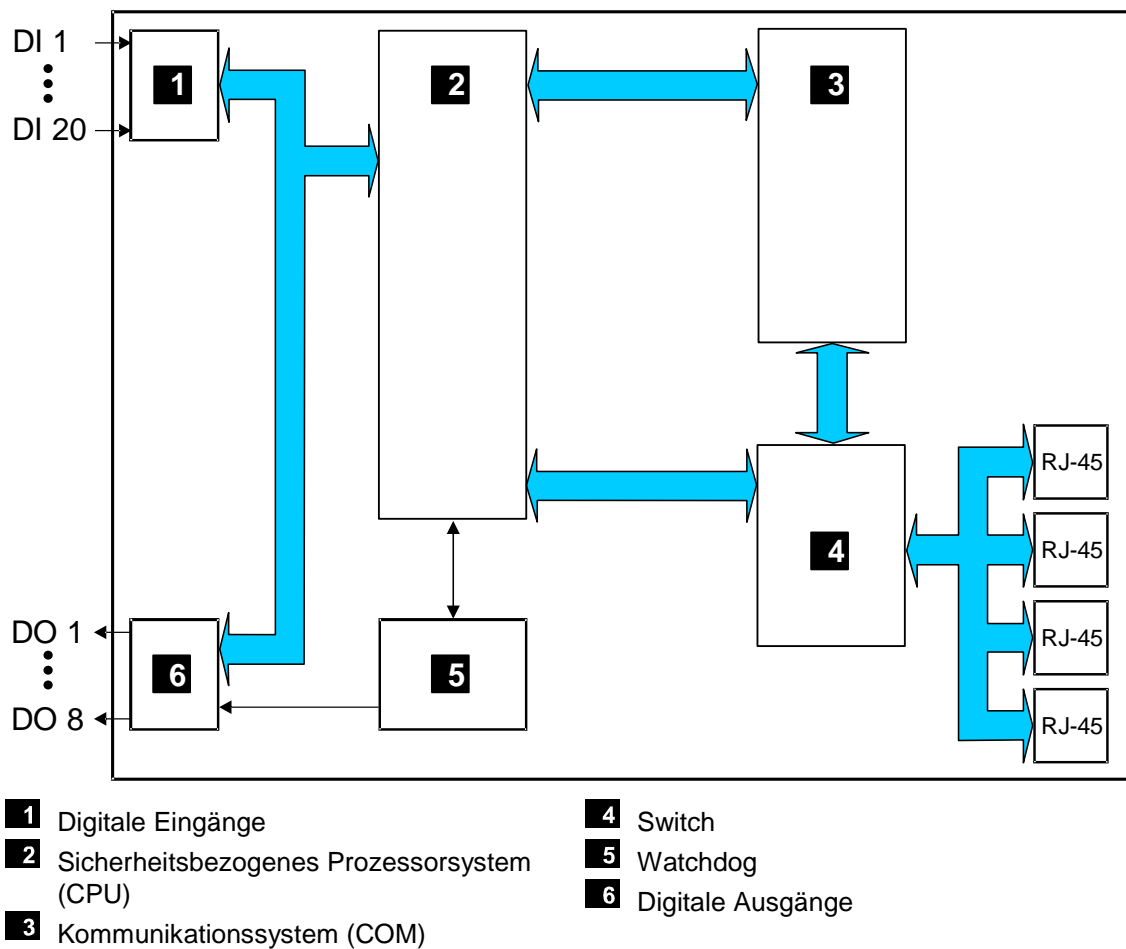 DI 1
DI 20
1
2
3
RJ-45
RJ-45
4
RJ-45
DO 1
6
5
DO 8
RJ-45
1 Digitale Eingänge
2 Sicherheitsbezogenes Prozessorsystem
(CPU)
3 Kommunikationssystem (COM)
4 Switch
5 Watchdog
6 Digitale Ausgänge